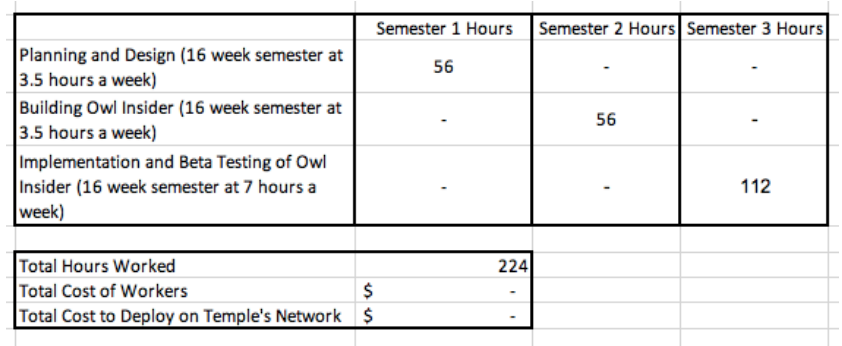 Semester 1 Hours Semester 2 Hours Semester 3 Hours
Planning and Design (16 week semester at
3.5 hours a week) 56 - -
Building Owl Insider (16 week semester at
3.5 hours a week) - 56 -
Implementation and Beta Testing of Owl
Insider (16 week semester at 7 hours a
week) - - 112
Total Hours Worked 224
Total Cost of Workers $ -
Total Cost to Deploy on Temple's Network $ -